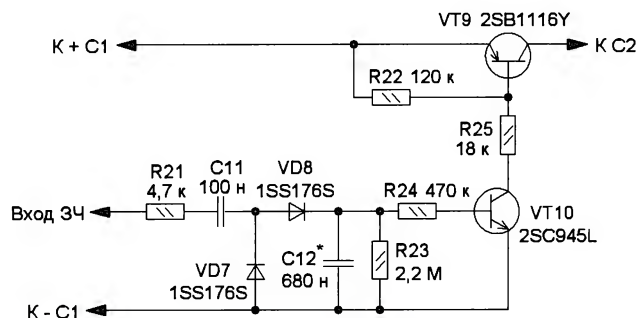 VT9 2SB1116Y
К + С1
К С2
R22 120 к
R25
18 к
R21
4,7 к
C11
100 н
VD8
1SS176S
R24 470 к
Вход ЗЧ
VT10
2SC945L
C12*
680 н
R23
2,2 М
VD7
1SS176S
К - С1